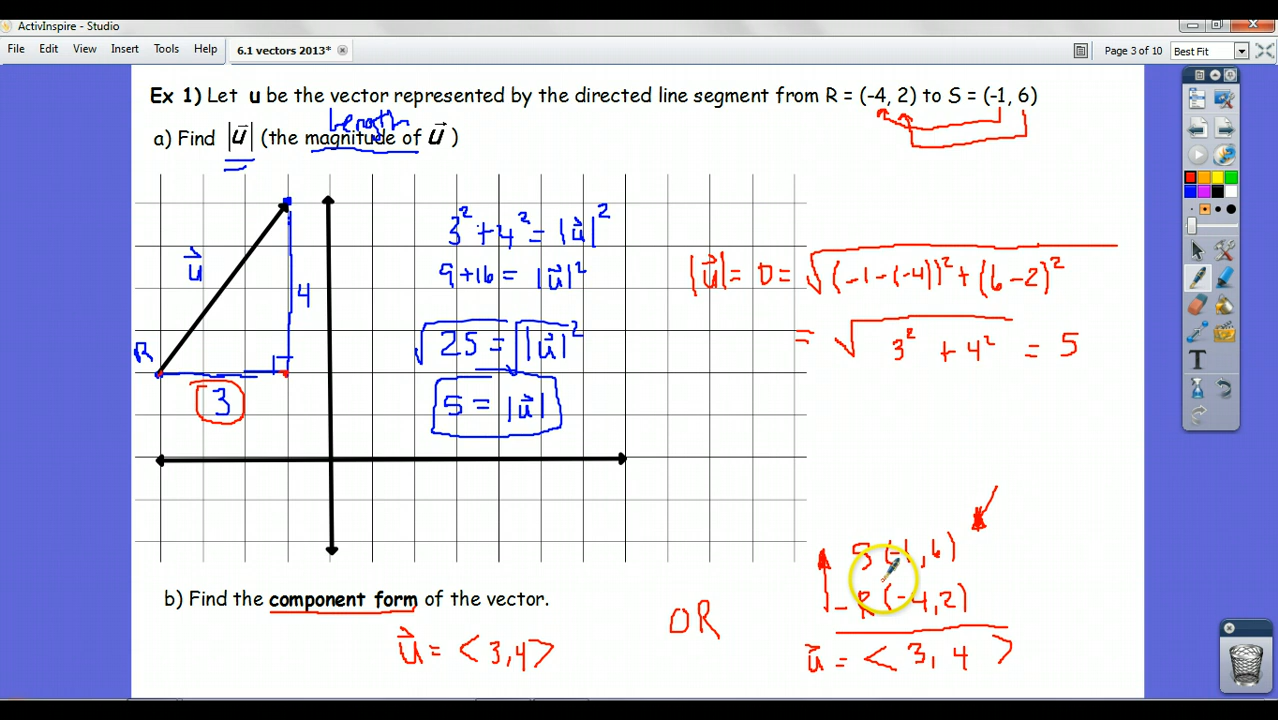 ActivInspire - Studio
File Edit View Insert Tools Help 6.1 vectors 2013* Page 3 of 10 Best Fit
Ex 1) Let u be the vector represented by the directed line segment from R = (-4, 2) to S = (-1, 6)
Length
a) Find |u⃗| (the magnitude of u⃗ )
3² + 4² = |u⃗|²
9 + 16 = |u⃗|²
√25 = √|u⃗|²
5 = |u⃗|
u⃗
4
R
3
|u⃗| = D = √(-1-(-4))² + (6-2)²
= √3² + 4² = 5
S (-1, 6)
- R (-4, 2)
u⃗ = < 3, 4 >
b) Find the component form of the vector.
u⃗ = < 3, 4 >
OR
T